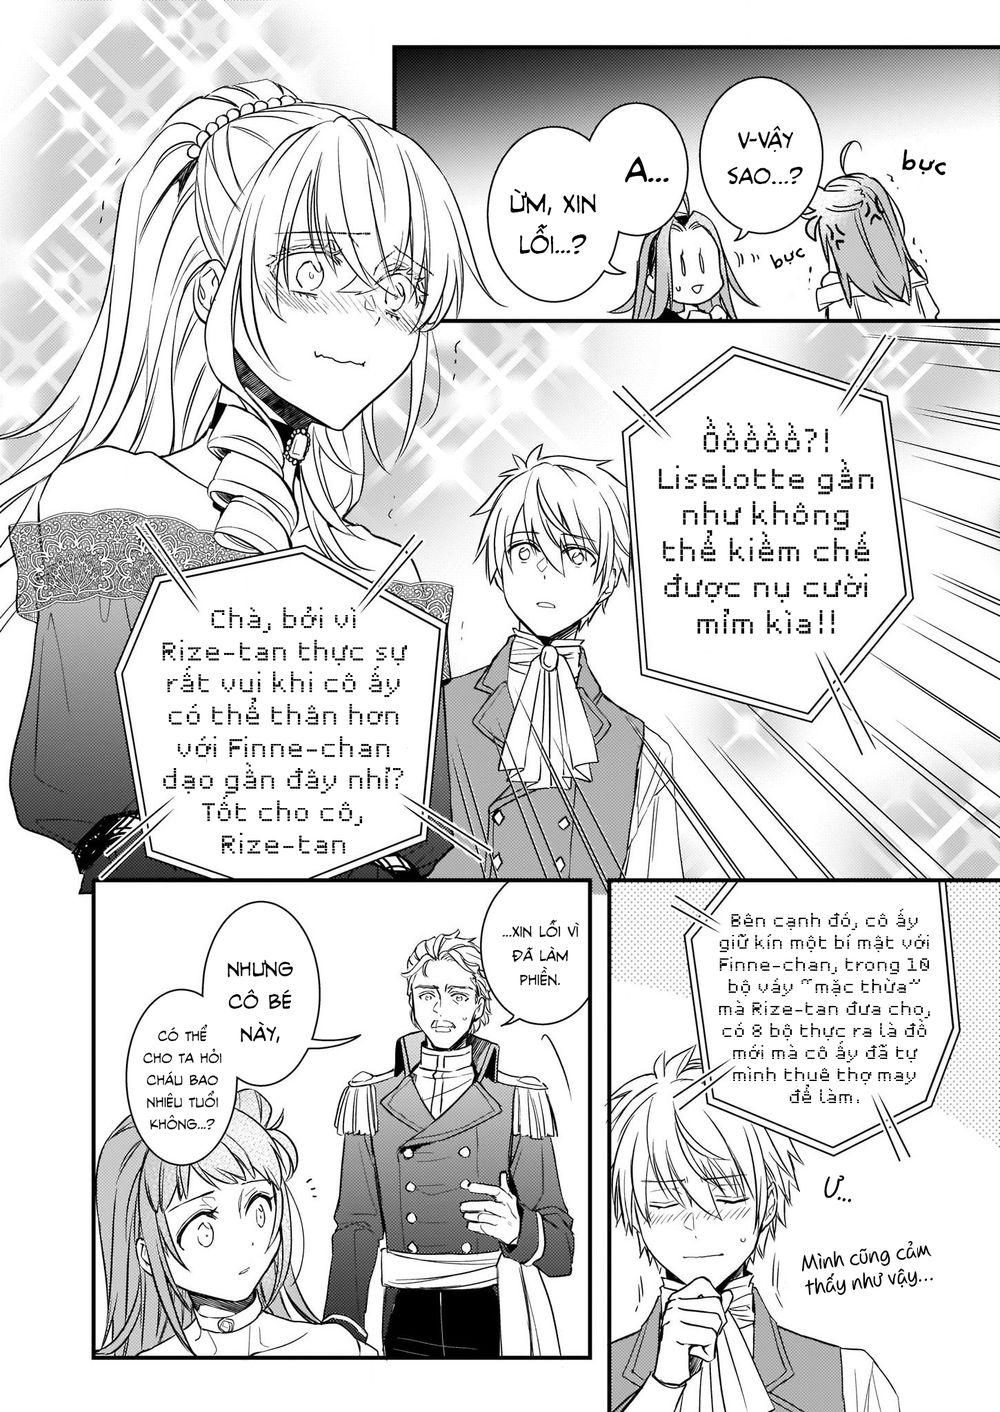 bực
V-VẬY
SAO...?
bực
A...
ỪM, XIN
LỖI...?
Ồồồồồ?!
Liselotte gần
như không
thể kiềm chế
được nụ cười
mỉm kìa!!
Chà, bởi vì
Rize-tan thực sự
rất vui khi cô ấy
có thể thân hơn
với Finne-chan
dạo gần đây nhỉ?
Tốt cho cô,
Rize-tan
Bên cạnh đó, cô ấy
giữ kín một bí mật với
Finne-chan, trong 10
bộ váy ~mặc thừa~
mà Rize-tan đưa cho,
có 8 bộ thực ra là đồ
mới mà cô ấy đã tự
mình thuê thợ may
để làm.
Ư...
Mình cũng cảm
thấy như vậy...
...XIN LỖI VÌ
ĐÃ LÀM
PHIỀN.
NHƯNG
CÔ BÉ
NÀY,
CÓ THỂ
CHO TA HỎI
CHÁU BAO
NHIÊU TUỔI
KHÔNG...?